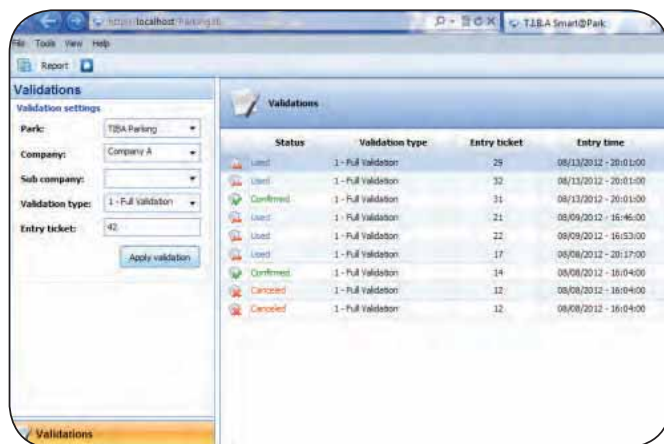 https://localhost/Parking.tib
T.I.B.A Smart@Park
File Tools View Help
Report
Validations
Validation settings
Park: TIBA Parking
Company: Company A
Sub company:
Validation type: 1 - Full Validation
Entry ticket: 42
Apply validation
Validations
Validations
Status Validation type Entry ticket Entry time
Used 1 - Full Validation 29 08/13/2012 - 20:01:00
Used 1 - Full Validation 32 08/13/2012 - 20:01:00
Confirmed 1 - Full Validation 31 08/13/2012 - 20:01:00
Used 1 - Full Validation 21 08/09/2012 - 16:46:00
Used 1 - Full Validation 22 08/09/2012 - 16:53:00
Used 1 - Full Validation 17 08/08/2012 - 20:17:00
Confirmed 1 - Full Validation 14 08/08/2012 - 16:04:00
Canceled 1 - Full Validation 12 08/08/2012 - 16:04:00
Canceled 1 - Full Validation 12 08/08/2012 - 16:04:00